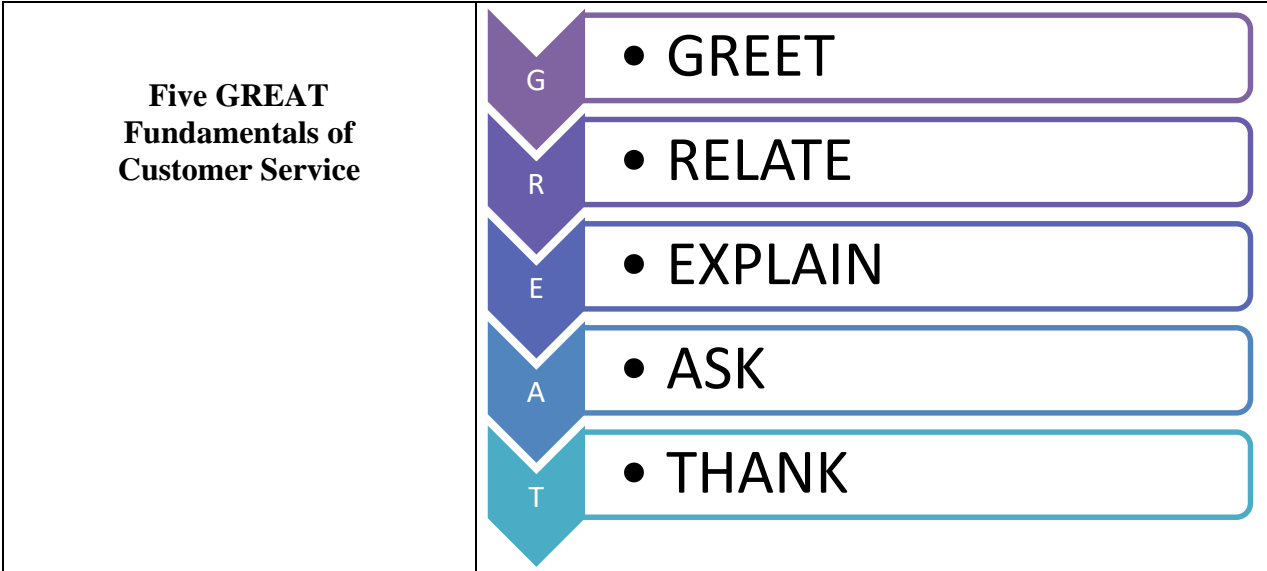 Five GREAT
Fundamentals of
Customer Service
G
• GREET
R
• RELATE
E
• EXPLAIN
A
• ASK
T
• THANK